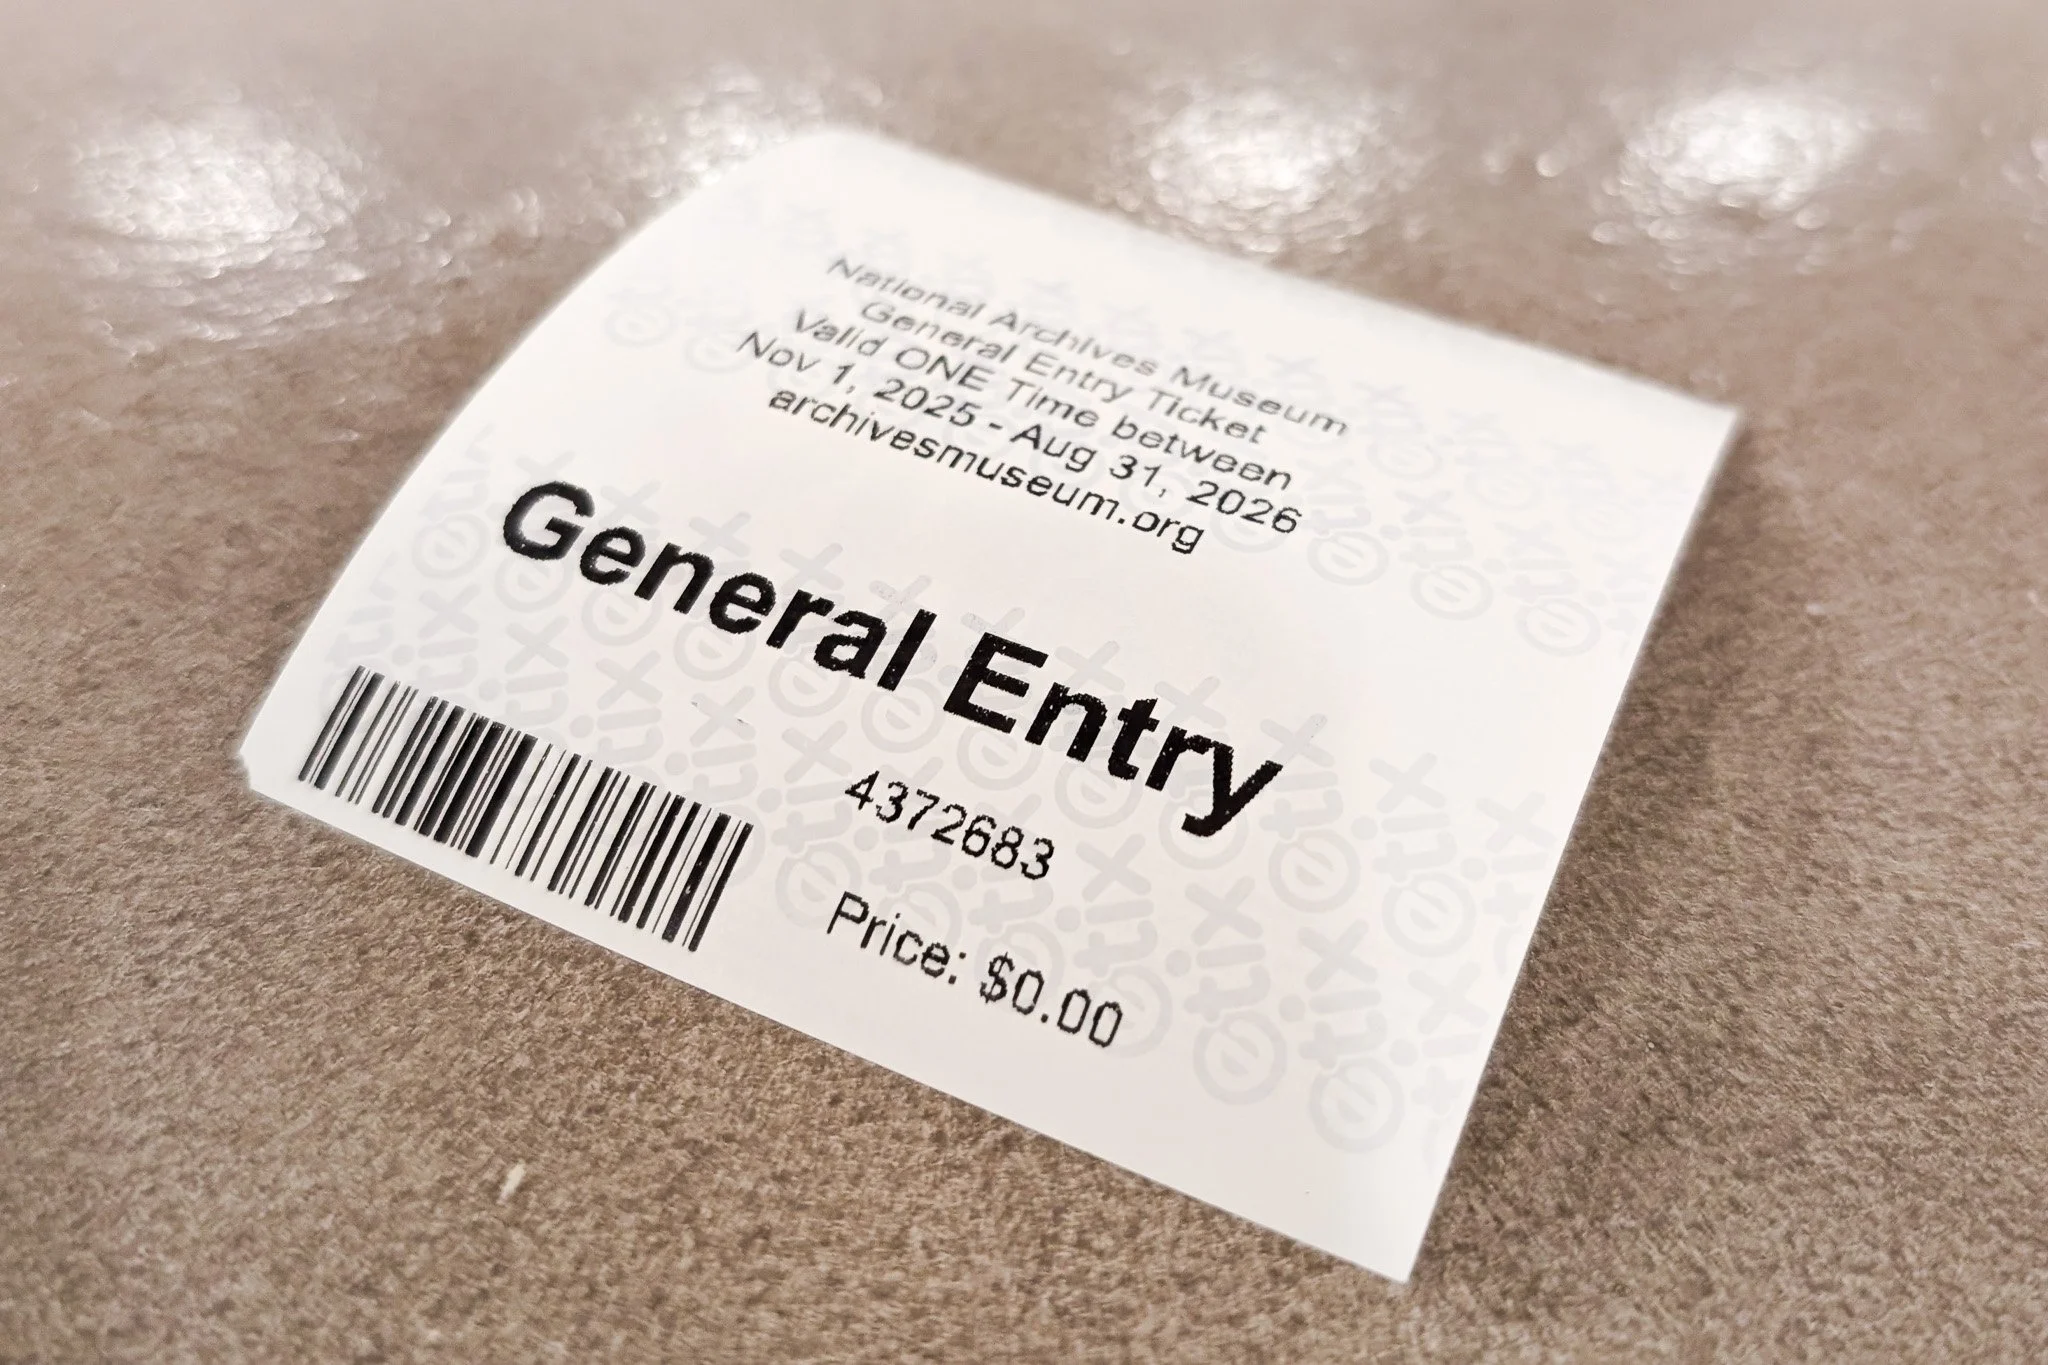 National Archives Museum
General Entry Ticket
Valid ONE Time between
Nov 1, 2025 - Aug 31, 2026
archivesmuseum.org
General Entry
4372683
Price: $0.00